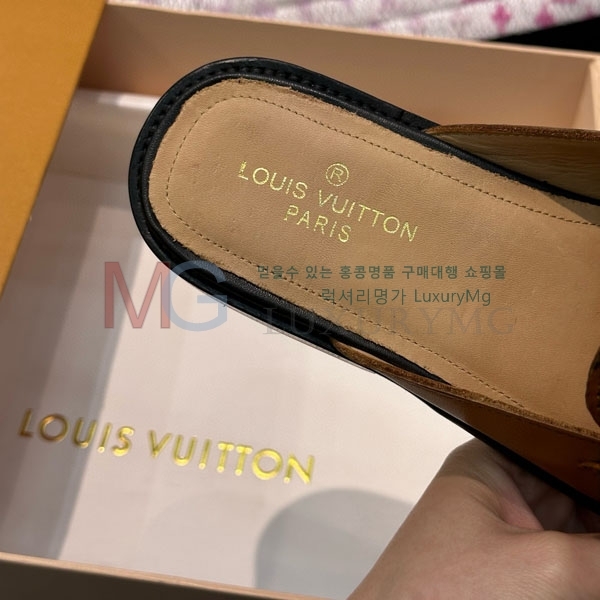 ®
LOUIS VUITTON
PARIS
믿을수 있는 홍콩명품 구매대행 쇼핑몰
MG
럭셔리명가 LuxuryMg
LUXURYMG
LOUIS VUITTON